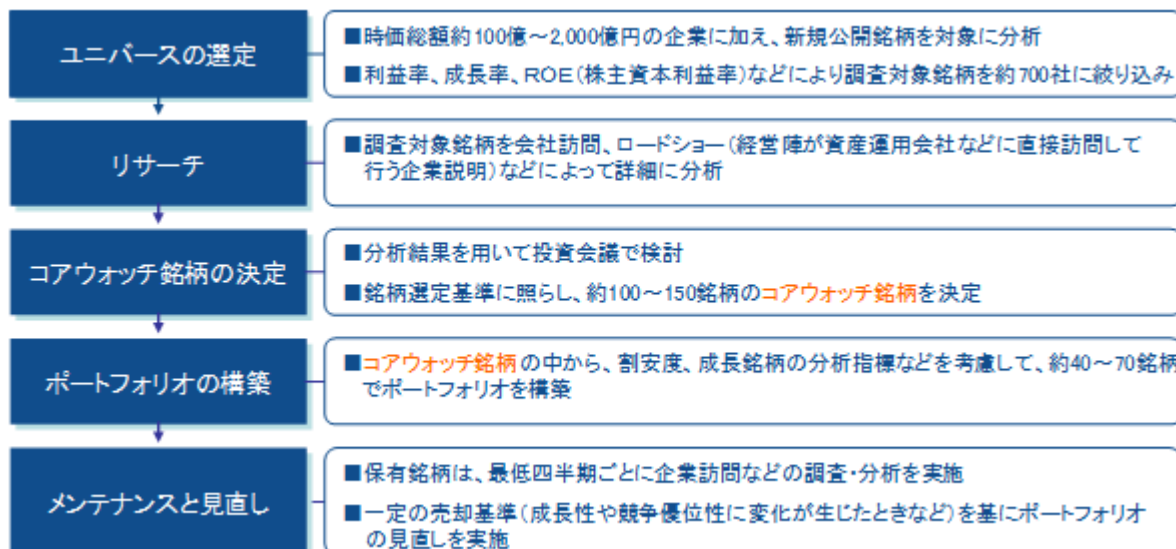 ユニバースの選定
■時価総額約100億～2,000億円の企業に加え、新規公開銘柄を対象に分析
■利益率、成長率、ROE(株主資本利益率)などにより調査対象銘柄を約700社に絞り込み
リサーチ
■調査対象銘柄を会社訪問、ロードショー(経営陣が資産運用会社などに直接訪問して
行う企業説明)などによって詳細に分析
コアウォッチ銘柄の決定
■分析結果を用いて投資会議で検討
■銘柄選定基準に照らし、約100～150銘柄のコアウォッチ銘柄を決定
ポートフォリオの構築
■コアウォッチ銘柄の中から、割安度、成長銘柄の分析指標などを考慮して、約40～70銘柄
でポートフォリオを構築
メンテナンスと見直し
■保有銘柄は、最低四半期ごとに企業訪問などの調査・分析を実施
■一定の売却基準(成長性や競争優位性に変化が生じたときなど)を基にポートフォリオ
の見直しを実施